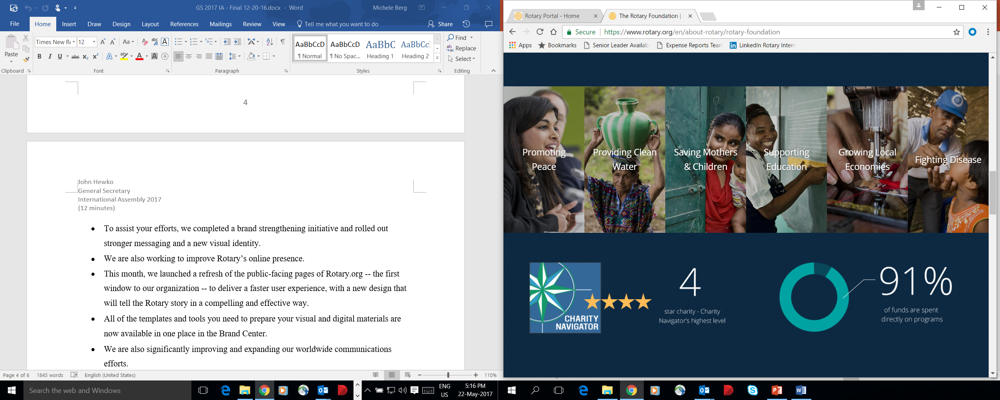 GS 2017 IA - Final 12-20-16.docx - Word
Michele Berg
File Home Insert Draw Design Layout References Mailings Review View Tell me what you want to do Share
Paste
Times New Ro 12
Clipboard Font Paragraph Styles Editing
AaBbCcD AaBbCcD AaBbC AaBbCc
¶ Normal ¶ No Spac... Heading 1 Heading 2
Find
Replace
Select
4
John Hewko
General Secretary
International Assembly 2017
(12 minutes)
• To assist your efforts, we completed a brand strengthening initiative and rolled out
stronger messaging and a new visual identity.
• We are also working to improve Rotary’s online presence.
• This month, we launched a refresh of the public-facing pages of Rotary.org -- the first
window to our organization -- to deliver a faster user experience, with a new design that
will tell the Rotary story in a compelling and effective way.
• All of the templates and tools you need to prepare your visual and digital materials are
now available in one place in the Brand Center.
• We are also significantly improving and expanding our worldwide communications
efforts.
Page 4 of 6 1845 words English (United States)
110%
Search the web and Windows
ENG
US
5:16 PM
22-May-2017
Rotary Portal - Home
The Rotary Foundation |
Secure https://www.rotary.org/en/about-rotary/rotary-foundation
Apps Bookmarks Senior Leader Availab Expense Reports Team LinkedIn Rotary Intern
Promoting
Peace
Providing Clean
Water
Saving Mothers
& Children
Supporting
Education
Growing Local
Economies
Fighting Disease
CHARITY
NAVIGATOR
4
star charity - Charity
Navigator's highest level
91%
of funds are spent
directly on programs